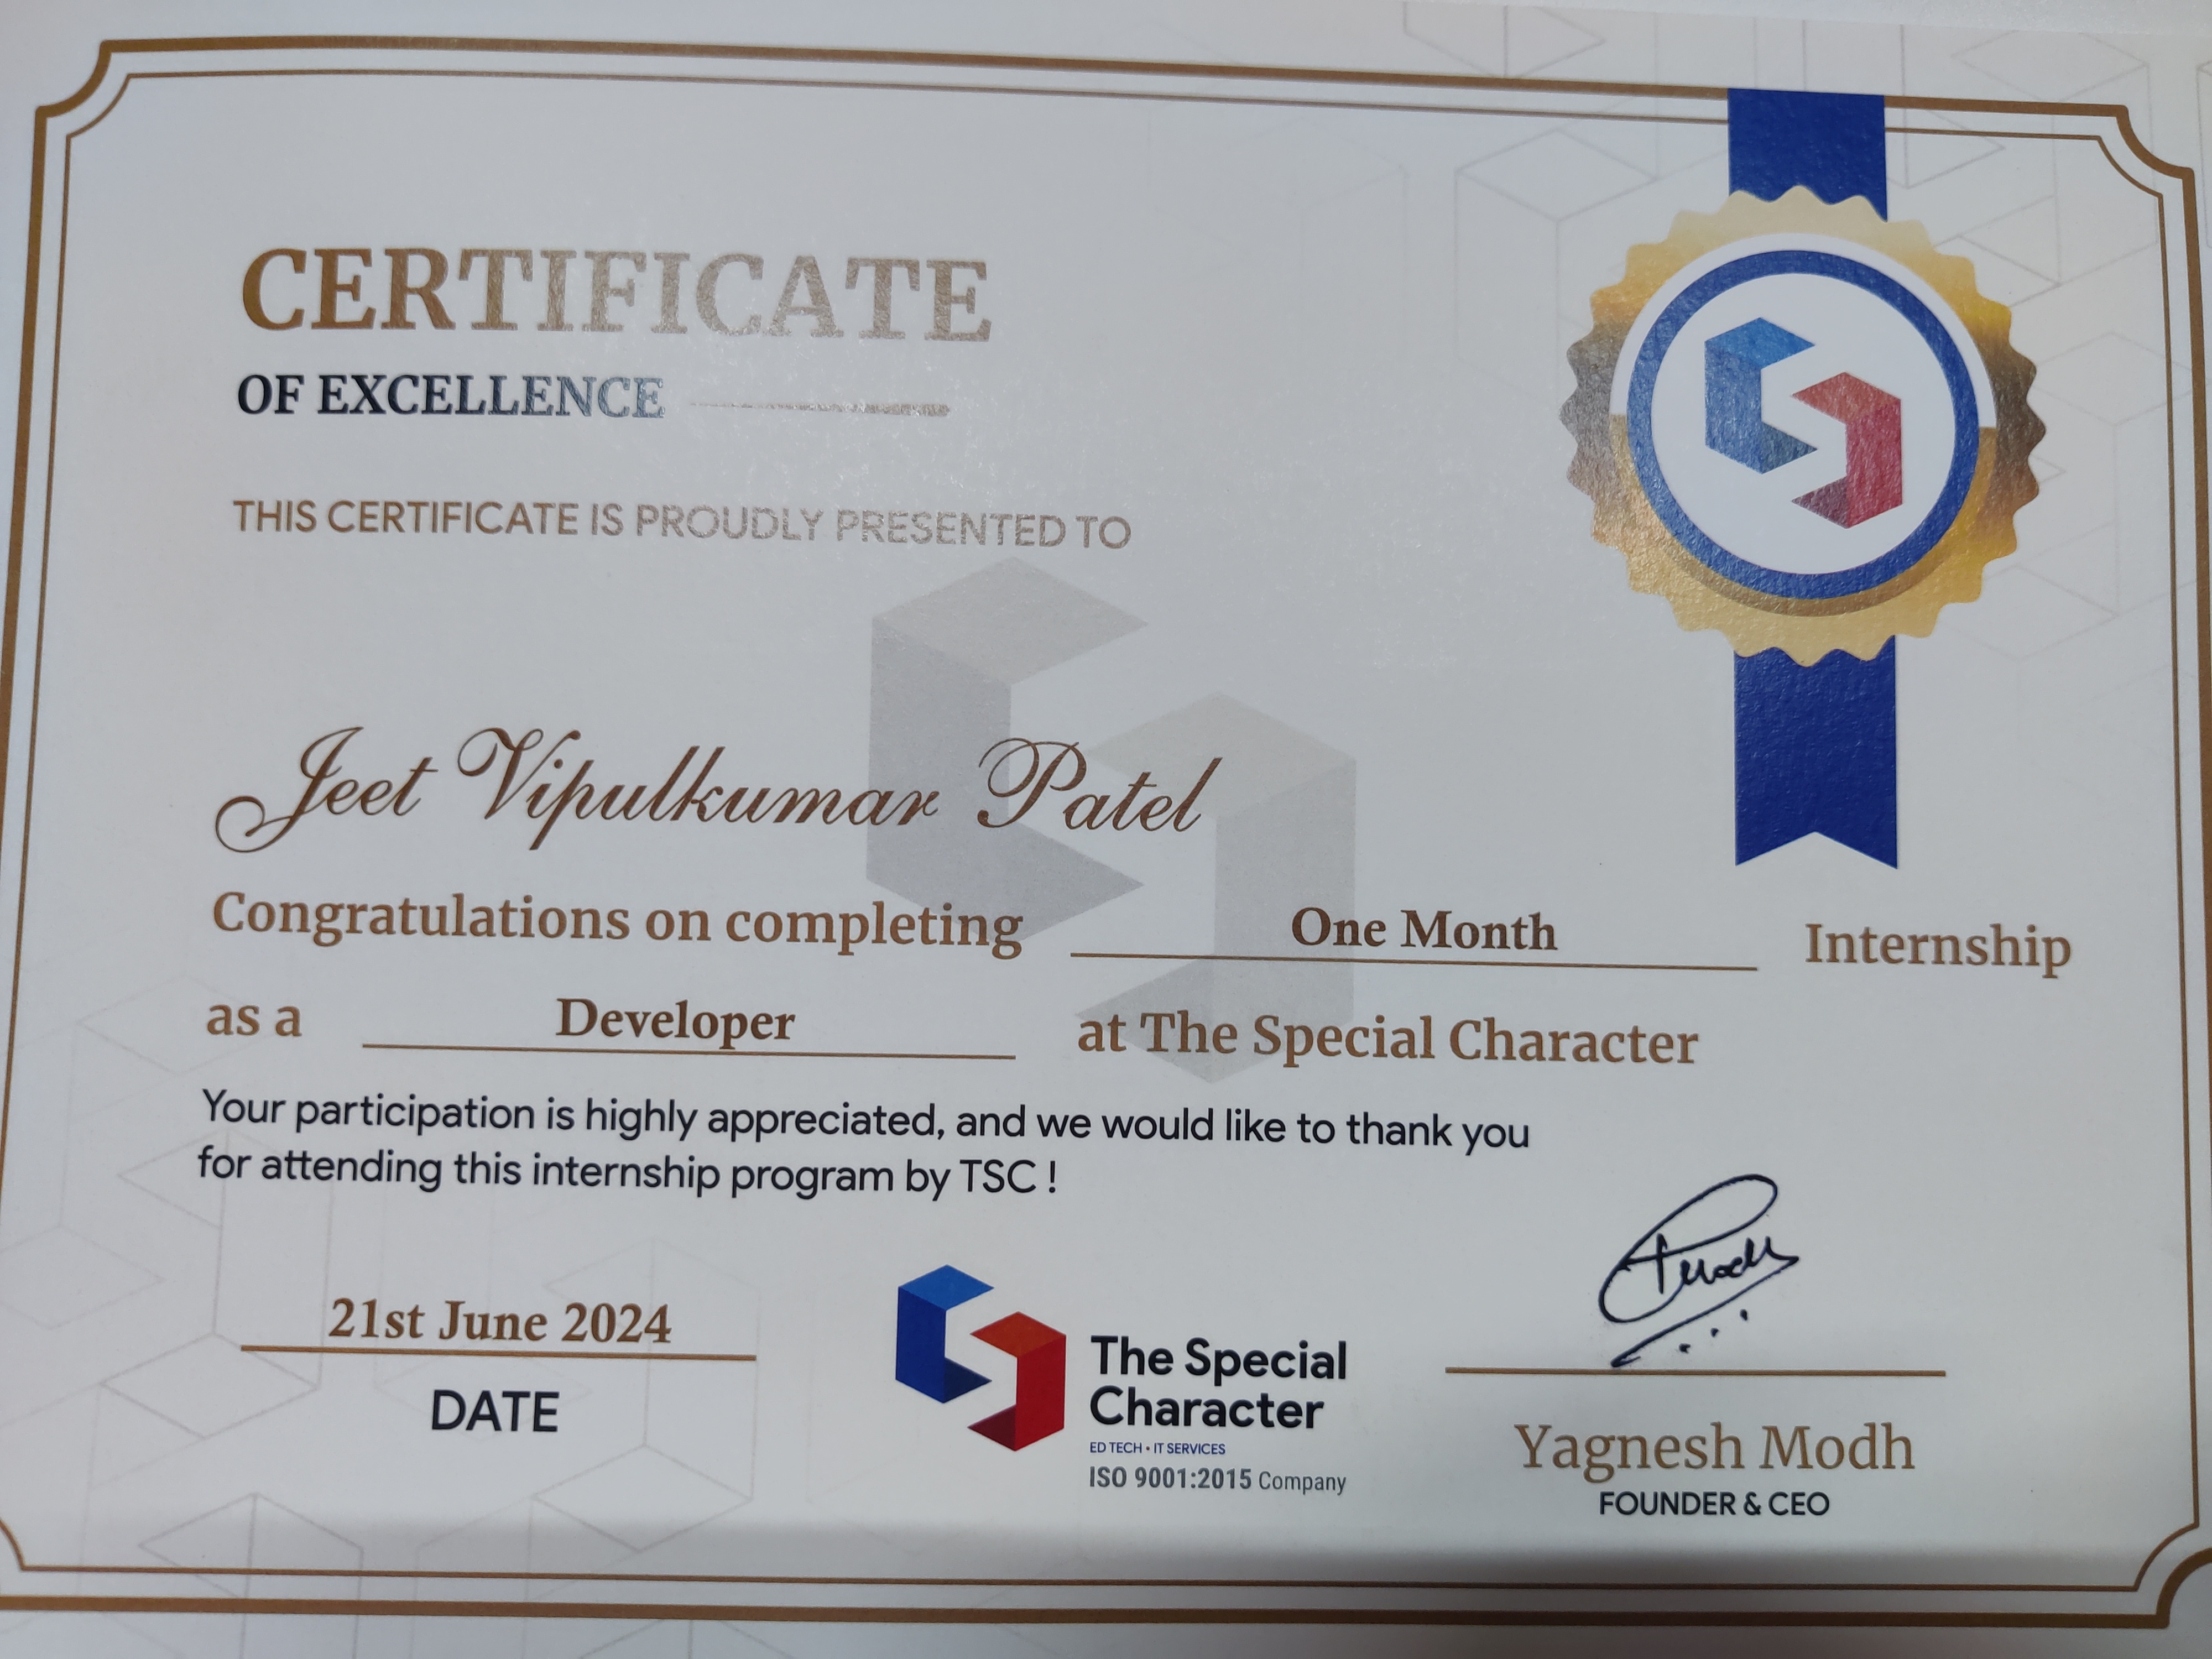 CERTIFICATE
OF EXCELLENCE
THIS CERTIFICATE IS PROUDLY PRESENTED TO
Jeet Vipulkumar Patel
Congratulations on completing One Month Internship
as a Developer at The Special Character
Your participation is highly appreciated, and we would like to thank you
for attending this internship program by TSC !
21st June 2024
DATE
The Special
Character
ED TECH • IT SERVICES
ISO 9001:2015 Company
Yagnesh Modh
FOUNDER & CEO